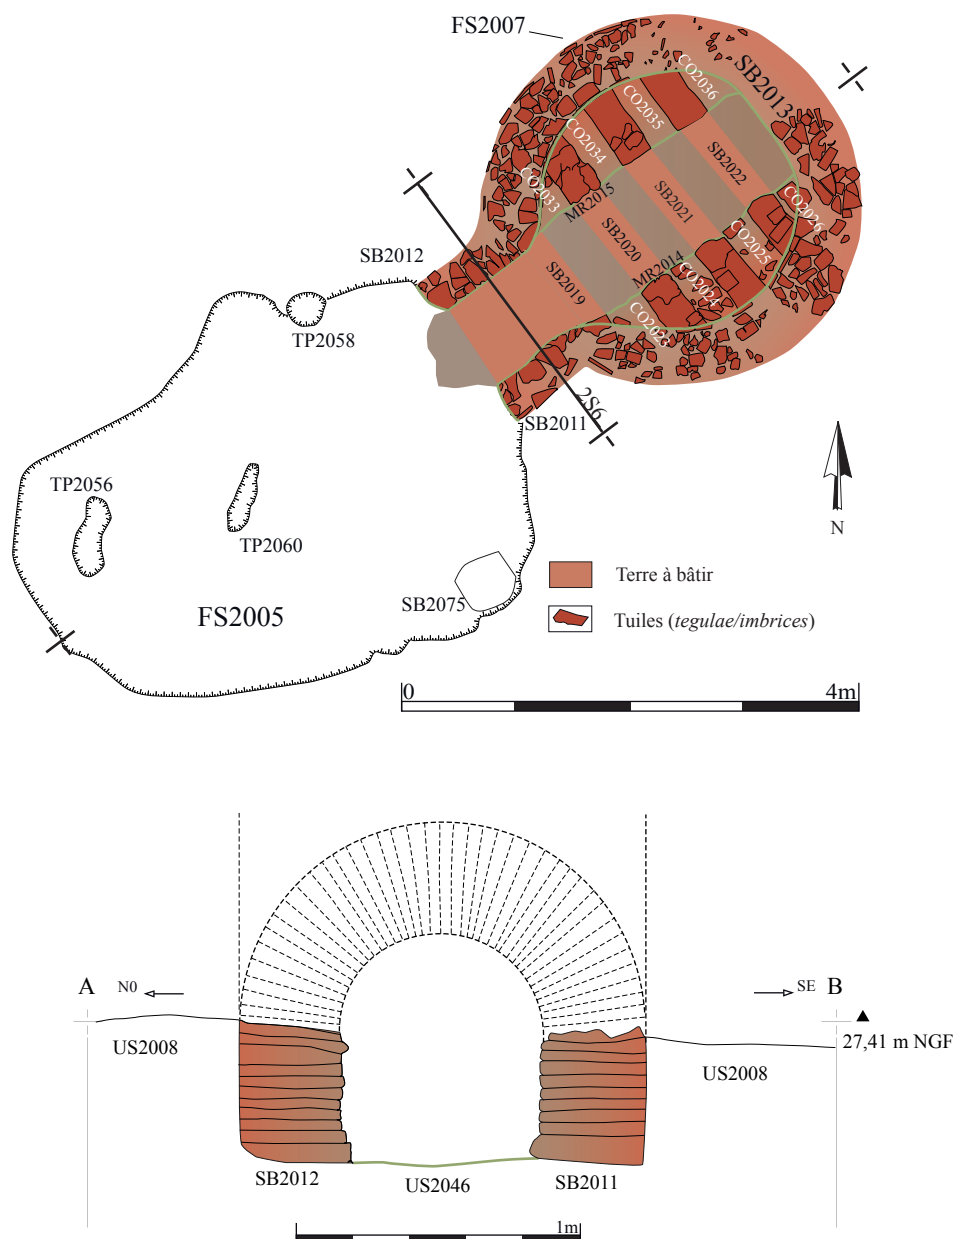 FS2007
SB2013
CO2036
CO2035
CO2034
CO2033
MR2015
SB2022
SB2021
SB2020
SB2019
MR2014
CO2026
CO2025
CO2024
CO2023
SB2012
TP2058
2S6
SB2011
TP2056
TP2060
SB2075
FS2005
N
Terre à bâtir
Tuiles (tegulae/imbrices)
0 4m
A N0 SE B
27,41 m NGF
US2008 US2008
SB2012 US2046 SB2011
1m